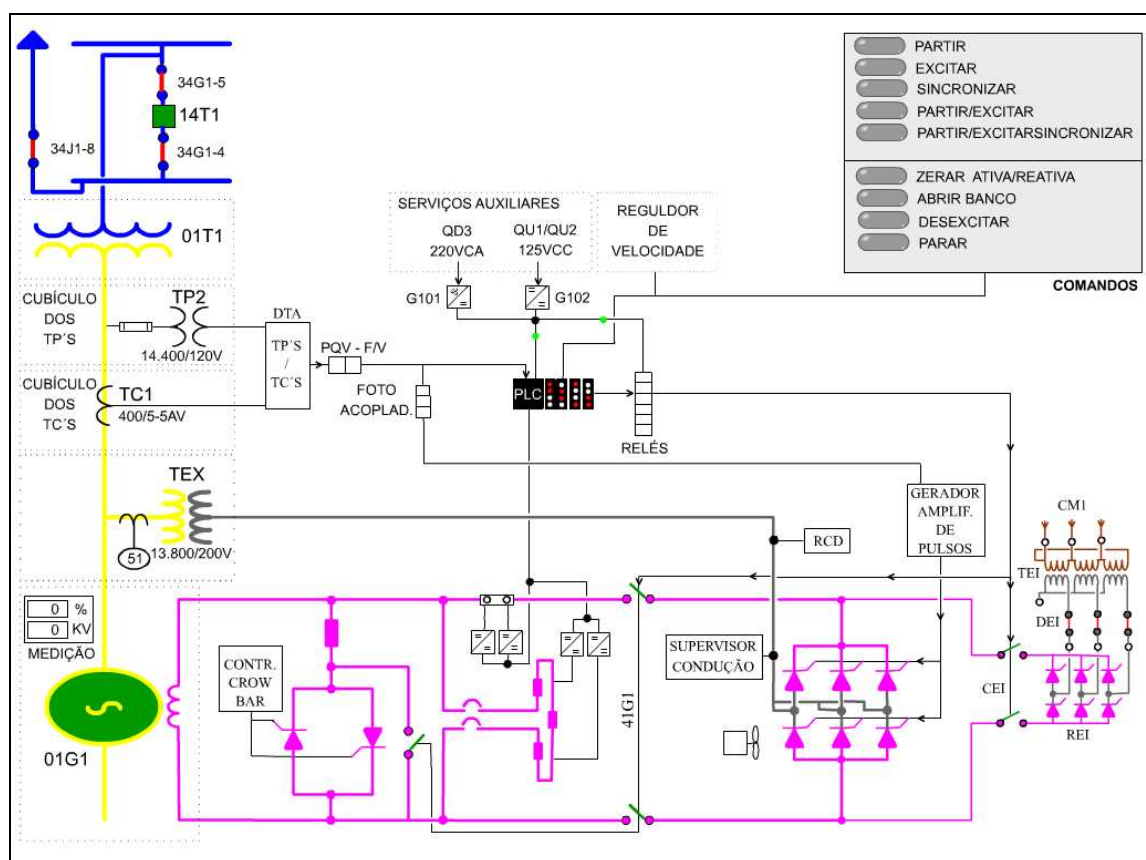 34G1-5
14T1
34J1-8
34G1-4
01T1
PARTIR
EXCITAR
SINCRONIZAR
PARTIR/EXCITAR
PARTIR/EXCITARSINCRONIZAR
ZERAR ATIVA/REATIVA
ABRIR BANCO
DESEXCITAR
PARAR
COMANDOS
SERVIÇOS AUXILIARES
QD3
220VCA
QU1/QU2
125VCC
G101
G102
REGULDOR
DE
VELOCIDADE
CUBÍCULO
DOS
TP´S
TP2
14.400/120V
DTA
TP´S
/
TC´S
PQV - F/V
FOTO
ACOPLAD.
PLC
RELÉS
CUBÍCULO
DOS
TC´S
TC1
400/5-5AV
TEX
51
13.800/200V
GERADOR
AMPLIF.
DE
PULSOS
RCD
CM1
TEI
DEI
CEI
REI
0 %
0 KV
MEDIÇÃO
01G1
CONTR.
CROW
BAR
41G1
SUPERVISOR
CONDUÇÃO